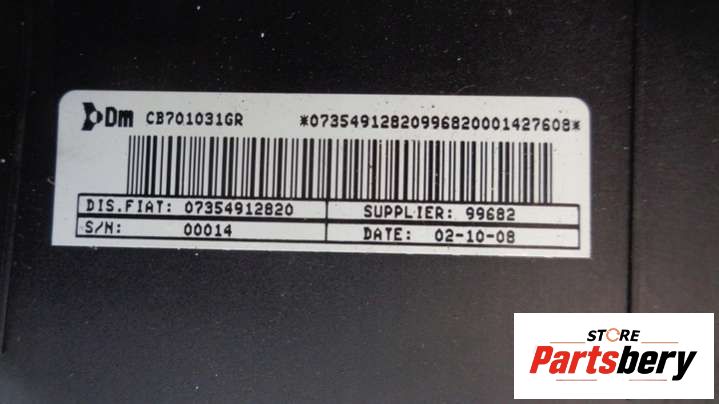 Dm CB701031GR *07354912820996820001427608*
DIS.FIAT: 07354912820 SUPPLIER: 99682
S/N: 00014 DATE: 02-10-08
STORE
Partsbery